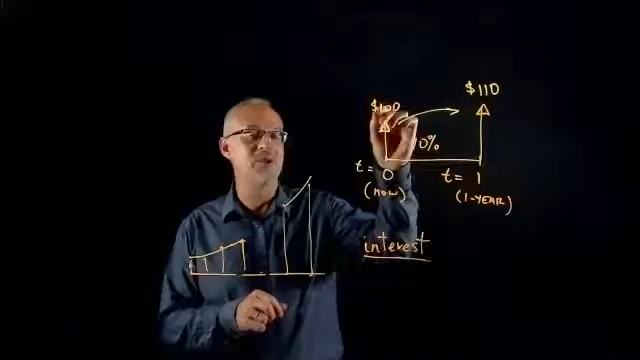 $110
$100
0%
t = 0
t = 1
(NOW)
(1-YEAR)
interest